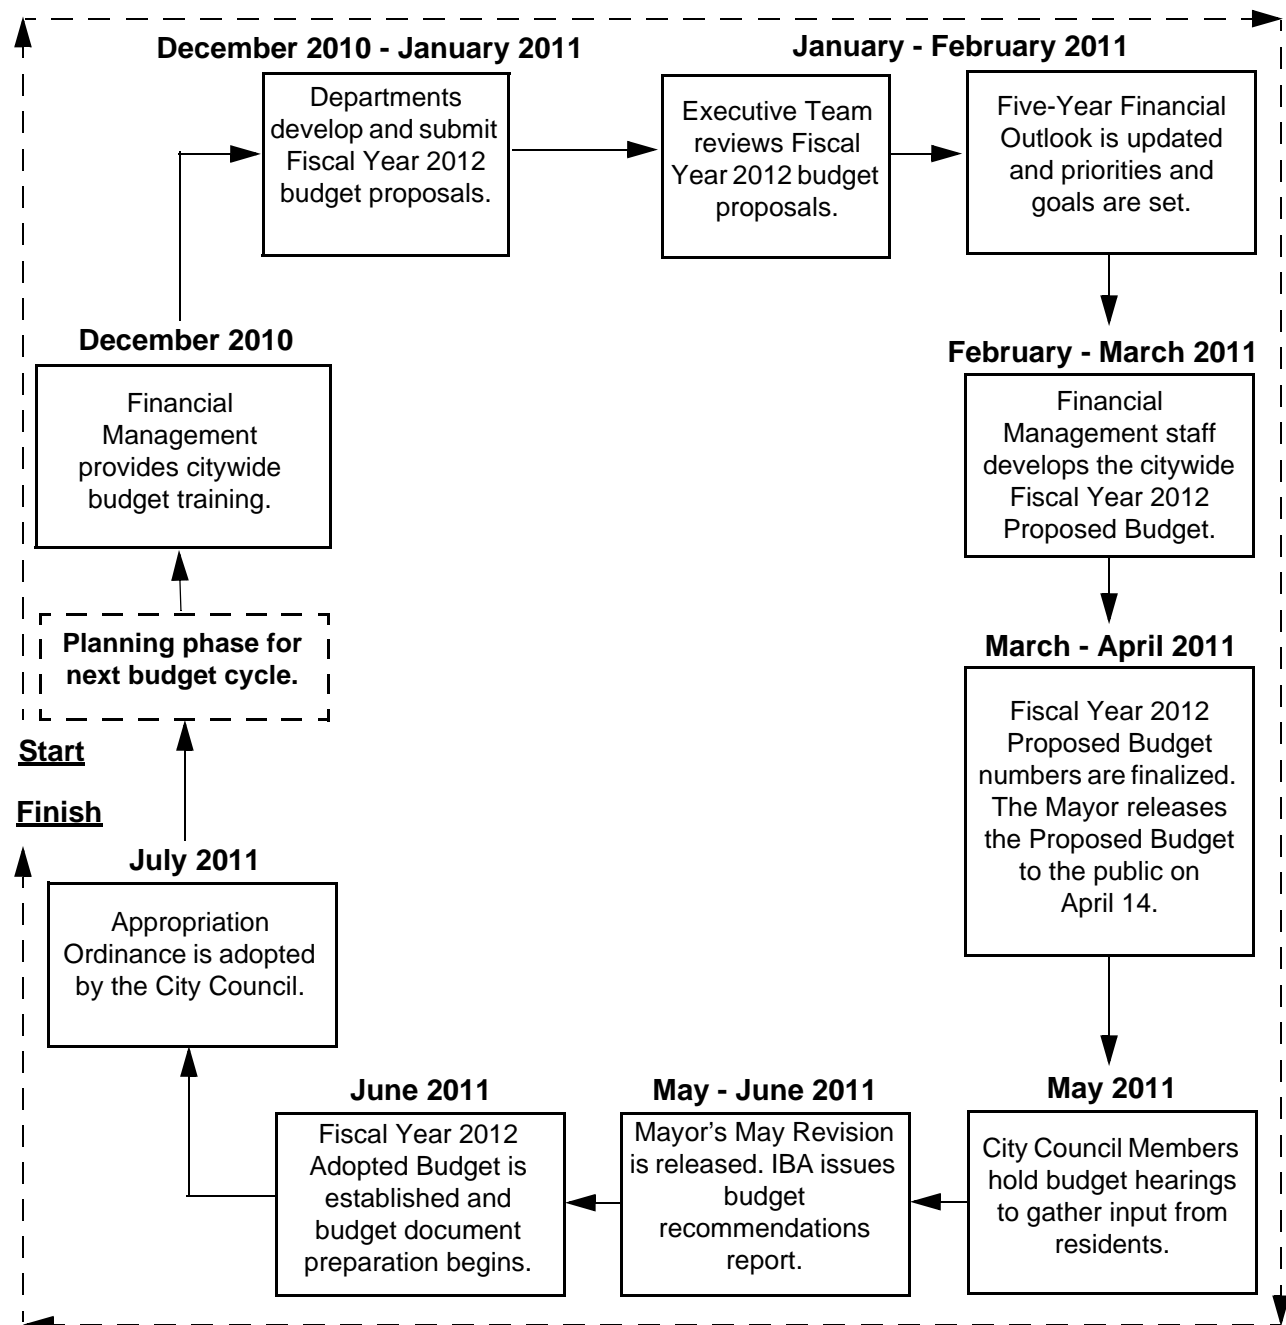 December 2010 - January 2011
Departments
develop and submit
Fiscal Year 2012
budget proposals.
January - February 2011
Executive Team
reviews Fiscal
Year 2012 budget
proposals.
Five-Year Financial
Outlook is updated
and priorities and
goals are set.
December 2010
Financial
Management
provides citywide
budget training.
February - March 2011
Financial
Management staff
develops the citywide
Fiscal Year 2012
Proposed Budget.
Planning phase for
next budget cycle.
Start
Finish
March - April 2011
Fiscal Year 2012
Proposed Budget
numbers are finalized.
The Mayor releases
the Proposed Budget
to the public on
April 14.
July 2011
Appropriation
Ordinance is adopted
by the City Council.
June 2011
Fiscal Year 2012
Adopted Budget is
established and
budget document
preparation begins.
May - June 2011
Mayor's May Revision
is released. IBA issues
budget
recommendations
report.
May 2011
City Council Members
hold budget hearings
to gather input from
residents.